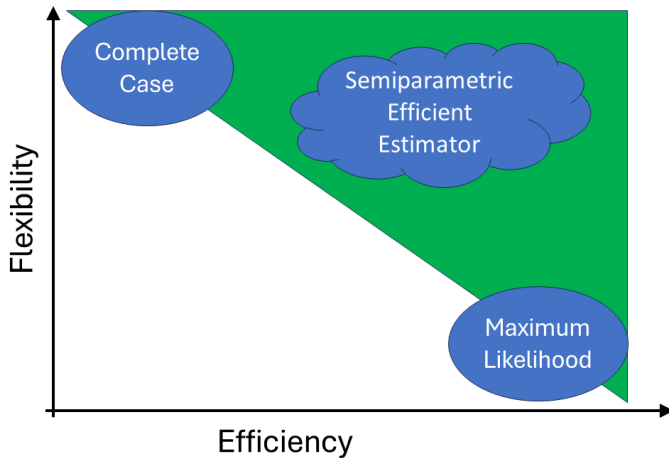 Complete
Case
Semiparametric
Efficient
Estimator
Flexibility
Maximum
Likelihood
Efficiency